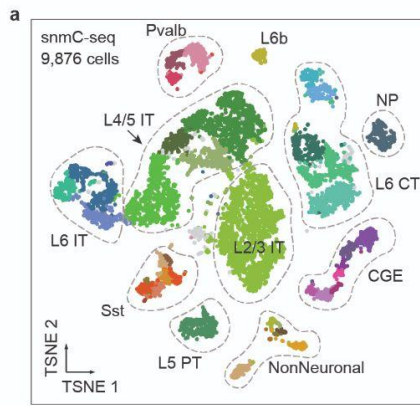 a
snmC-seq
9,876 cells
Pvalb
L6b
L4/5 IT
NP
L6 CT
L6 IT
L2/3 IT
CGE
Sst
L5 PT
NonNeuronal
TSNE 2
TSNE 1